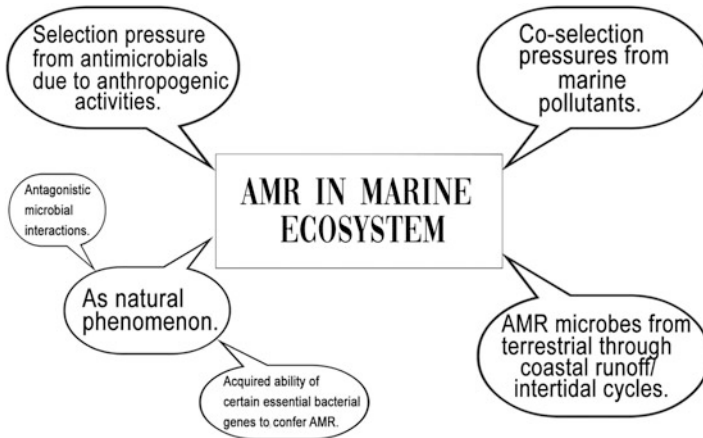 Selection pressure
from antimicrobials
due to anthropogenic
activities.
Co-selection
pressures from
marine
pollutants.
AMR IN MARINE
ECOSYSTEM
Antagonistic
microbial
interactions.
As natural
phenomenon.
Acquired ability of
certain essential bacterial
genes to confer AMR.
AMR microbes from
terrestrial through
coastal runoff/
intertidal cycles.